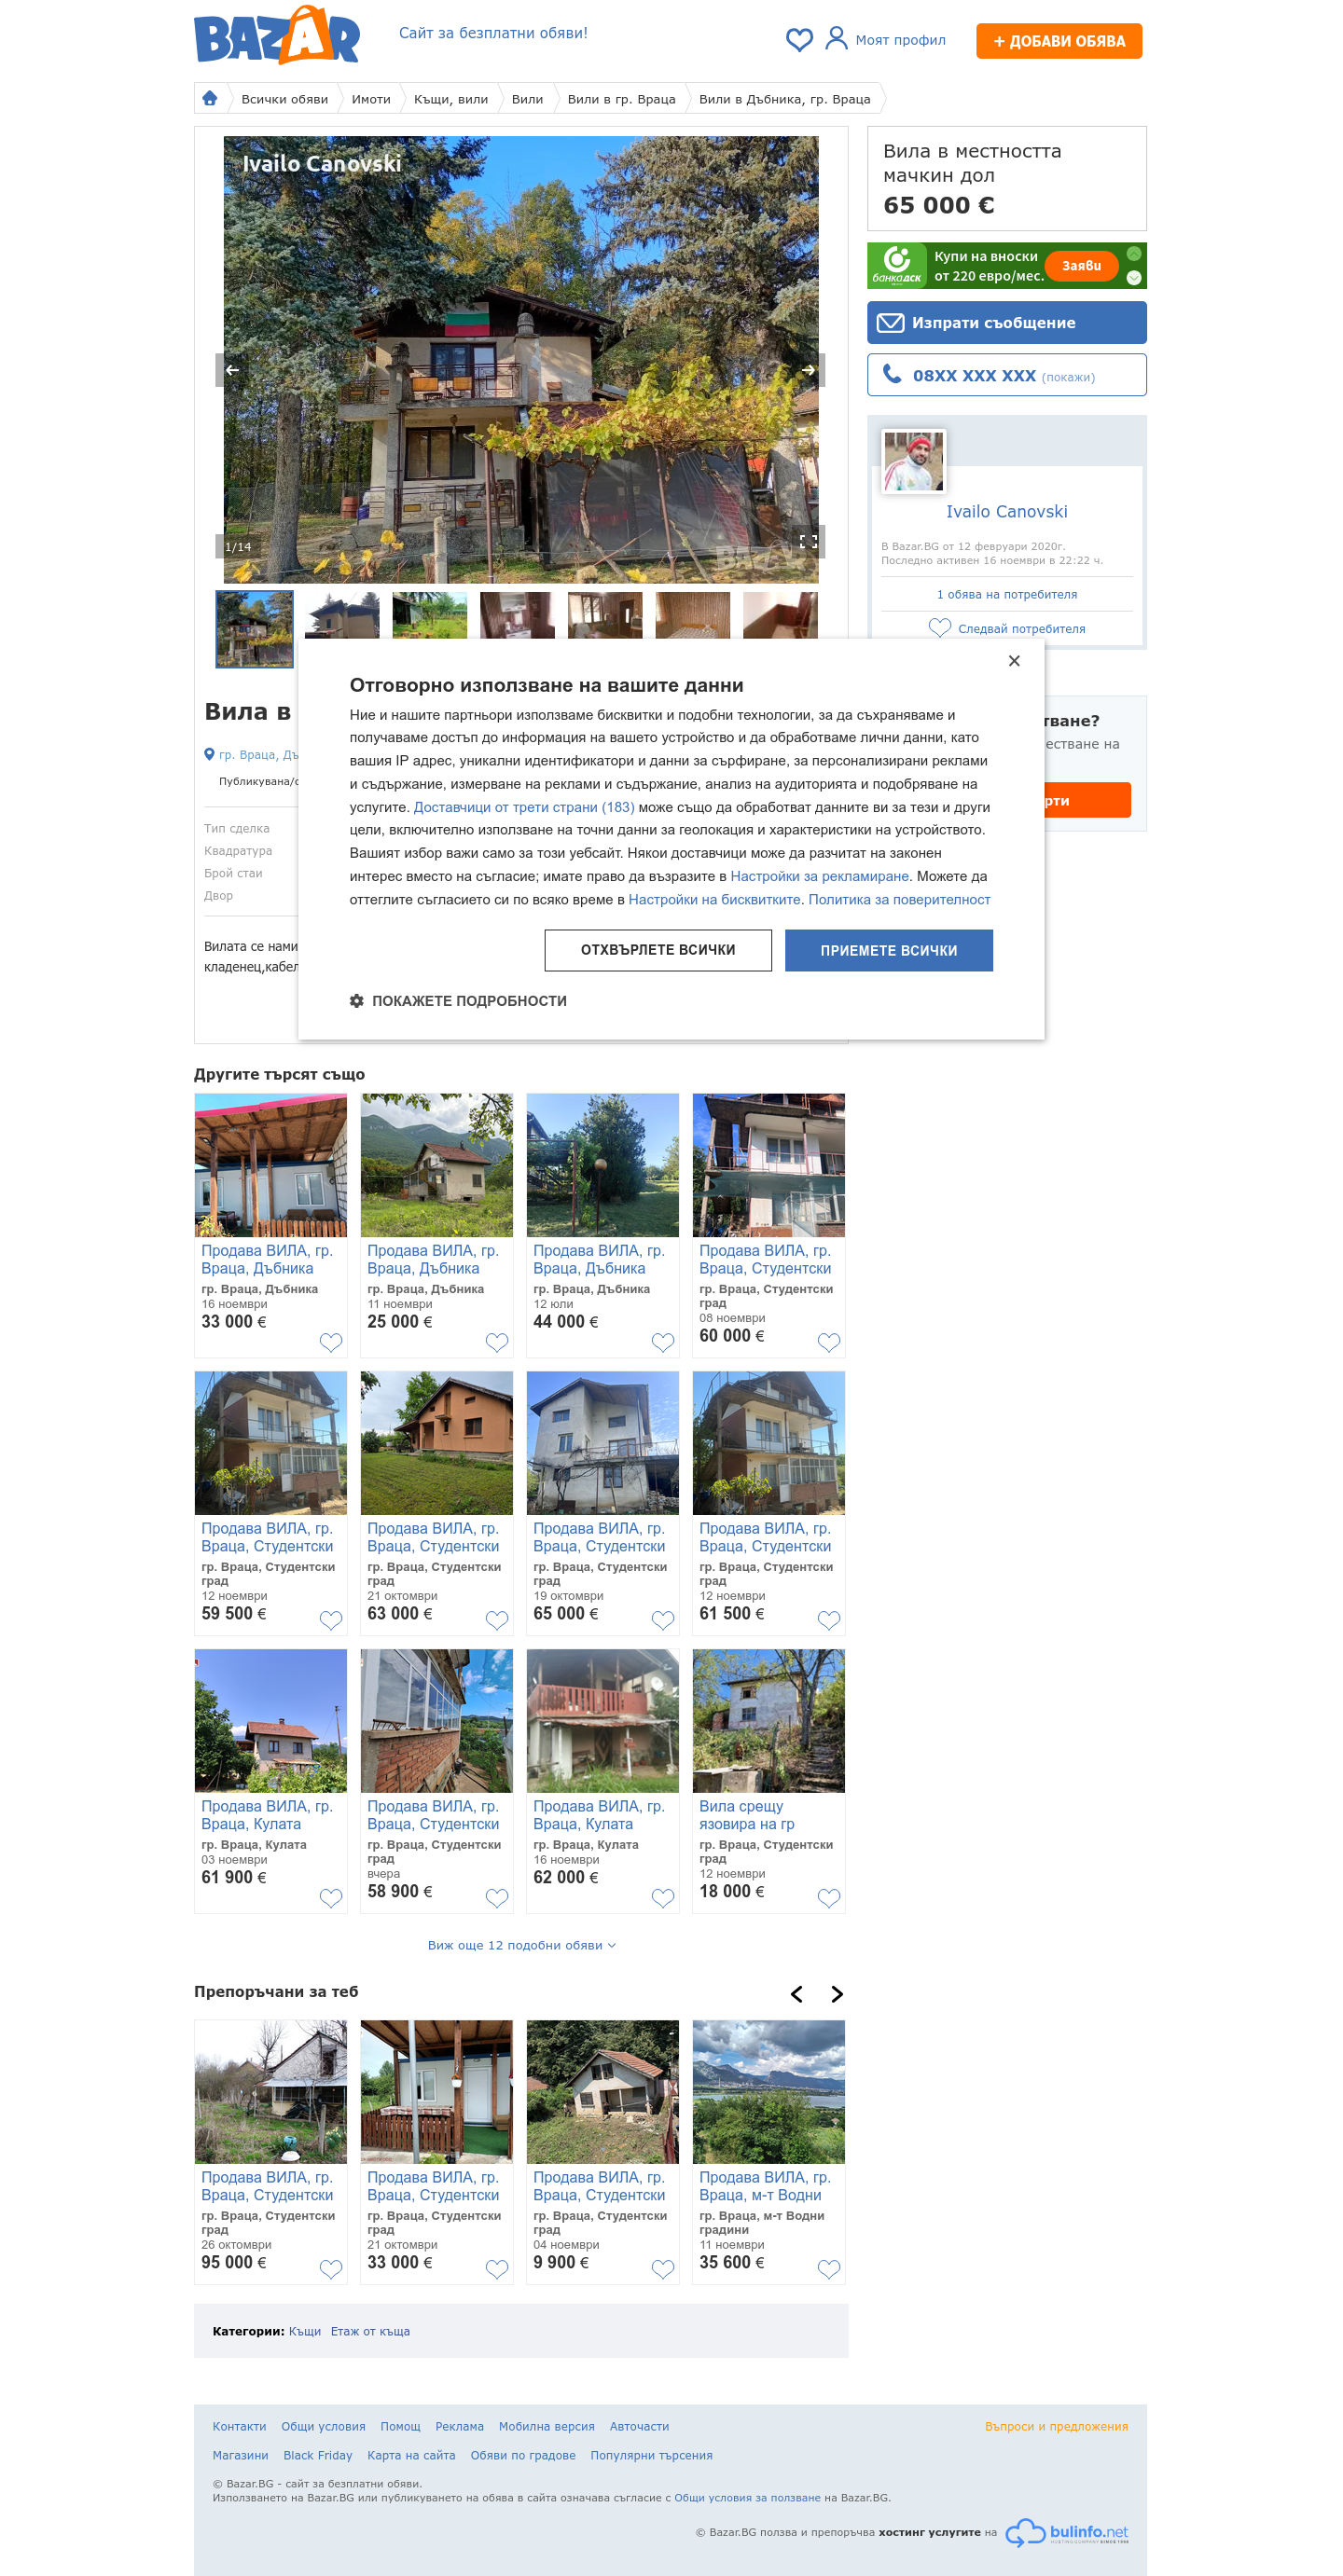 BAZAR
Сайт за безплатни обяви!
Моят профил
+ ДОБАВИ ОБЯВА
Всички обяви
Имоти
Къщи, вили
Вили
Вили в гр. Враца
Вили в Дъбника, гр. Враца
Ivailo Canovski
1/14
Вила в местността
мачкин дол
65 000 €
банка дск
Купи на вноски
от 220 евро/мес.
Заяви
Изпрати съобщение
08XX XXX XXX (покажи)
Ivailo Canovski
В Bazar.BG от 12 февруари 2020г.
Последно активен 16 ноември в 22:22 ч.
1 обява на потребителя
Следвай потребителя
Вила в
гр. Враца, Дъ
Публикувана/о
Тип сделка
Квадратура
Брой стаи
Двор
Вилата се нами
кладенец,кабел
тване?
естване на
рти
×
Отговорно използване на вашите данни
Ние и нашите партньори използваме бисквитки и подобни технологии, за да съхраняваме и
получаваме достъп до информация на вашето устройство и да обработваме лични данни, като
вашия IP адрес, уникални идентификатори и данни за сърфиране, за персонализирани реклами
и съдържание, измерване на реклами и съдържание, анализ на аудиторията и подобряване на
услугите. Доставчици от трети страни (183) може също да обработват данните ви за тези и други
цели, включително използване на точни данни за геолокация и характеристики на устройството.
Вашият избор важи само за този уебсайт. Някои доставчици може да разчитат на законен
интерес вместо на съгласие; имате право да възразите в Настройки за рекламиране. Можете да
оттеглите съгласието си по всяко време в Настройки на бисквитките. Политика за поверителност
ОТХВЪРЛЕТЕ ВСИЧКИ
ПРИЕМЕТЕ ВСИЧКИ
ПОКАЖЕТЕ ПОДРОБНОСТИ
Другите търсят също
Продава ВИЛА, гр.
Враца, Дъбника
гр. Враца, Дъбника
16 ноември
33 000 €
Продава ВИЛА, гр.
Враца, Дъбника
гр. Враца, Дъбника
11 ноември
25 000 €
Продава ВИЛА, гр.
Враца, Дъбника
гр. Враца, Дъбника
12 юли
44 000 €
Продава ВИЛА, гр.
Враца, Студентски
гр. Враца, Студентски
град
08 ноември
60 000 €
Продава ВИЛА, гр.
Враца, Студентски
гр. Враца, Студентски
град
12 ноември
59 500 €
Продава ВИЛА, гр.
Враца, Студентски
гр. Враца, Студентски
град
21 октомври
63 000 €
Продава ВИЛА, гр.
Враца, Студентски
гр. Враца, Студентски
град
19 октомври
65 000 €
Продава ВИЛА, гр.
Враца, Студентски
гр. Враца, Студентски
град
12 ноември
61 500 €
Продава ВИЛА, гр.
Враца, Кулата
гр. Враца, Кулата
03 ноември
61 900 €
Продава ВИЛА, гр.
Враца, Студентски
гр. Враца, Студентски
град
вчера
58 900 €
Продава ВИЛА, гр.
Враца, Кулата
гр. Враца, Кулата
16 ноември
62 000 €
Вила срещу
язовира на гр
гр. Враца, Студентски
град
12 ноември
18 000 €
Виж още 12 подобни обяви
Препоръчани за теб
Продава ВИЛА, гр.
Враца, Студентски
гр. Враца, Студентски
град
26 октомври
95 000 €
Продава ВИЛА, гр.
Враца, Студентски
гр. Враца, Студентски
град
21 октомври
33 000 €
Продава ВИЛА, гр.
Враца, Студентски
гр. Враца, Студентски
град
04 ноември
9 900 €
Продава ВИЛА, гр.
Враца, м-т Водни
гр. Враца, м-т Водни
градини
11 ноември
35 600 €
Категории: Къщи Етаж от къща
Контакти Общи условия Помощ Реклама Мобилна версия Авточасти
Въпроси и предложения
Магазини Black Friday Карта на сайта Обяви по градове Популярни търсения
© Bazar.BG - сайт за безплатни обяви.
Използването на Bazar.BG или публикуването на обява в сайта означава съгласие с Общи условия за ползване на Bazar.BG.
© Bazar.BG ползва и препоръчва хостинг услугите на
bulinfo.net